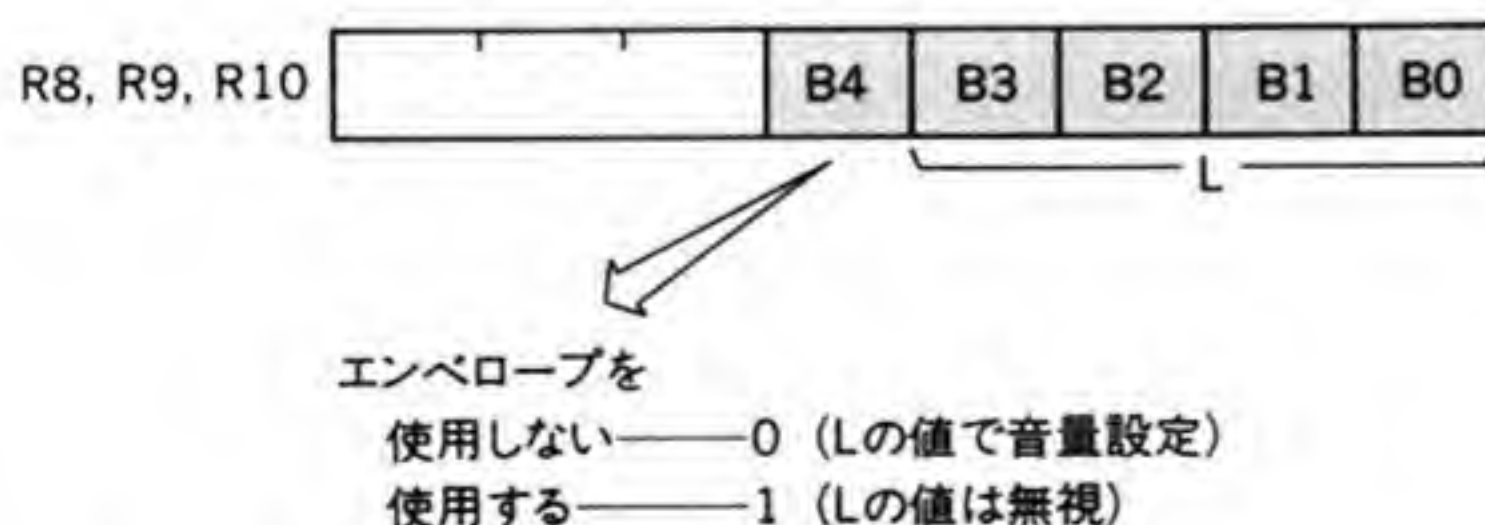 R8, R9, R10 B4 B3 B2 B1 B0
L
エンベロープを
使用しない───0 (Lの値で音量設定)
使用する────1 (Lの値は無視)